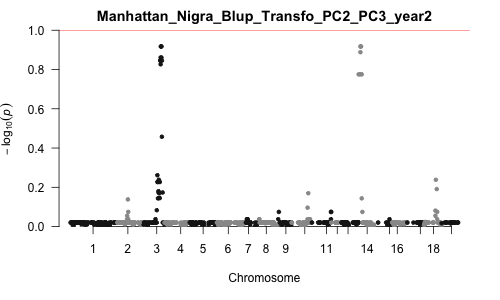 Manhattan_Nigra_Blup_Transfo_PC2_PC3_year2
1.0
0.8
0.6
0.4
0.2
0.0
− log10(p)
1 2 3 4 5 6 7 8 9 11 14 16 18
Chromosome